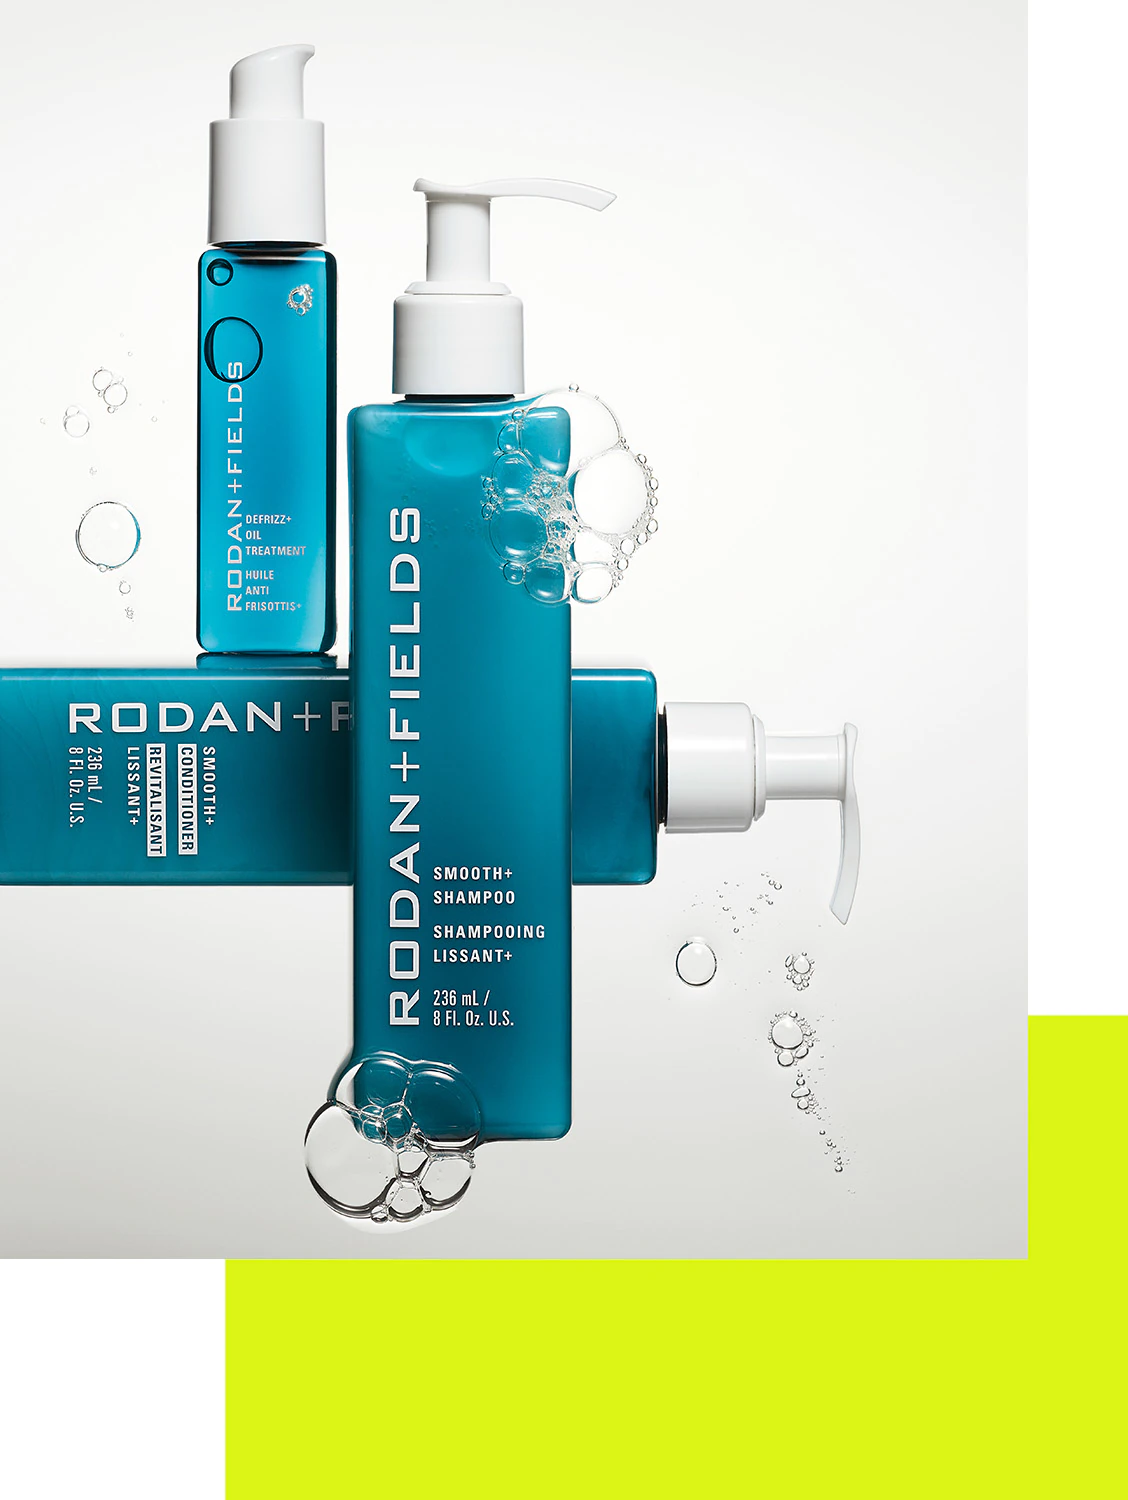 RODAN+FIELDS
DEFRIZZ+
OIL
TREATMENT
HUILE
ANTI
FRISOTTIS+
RODAN+F
SMOOTH+
CONDITIONER
REVITALISANT
LISSANT+
236 mL /
8 Fl. Oz. U.S.
RODAN+FIELDS
SMOOTH+
SHAMPOO
SHAMPOOING
LISSANT+
236 mL /
8 Fl. Oz. U.S.